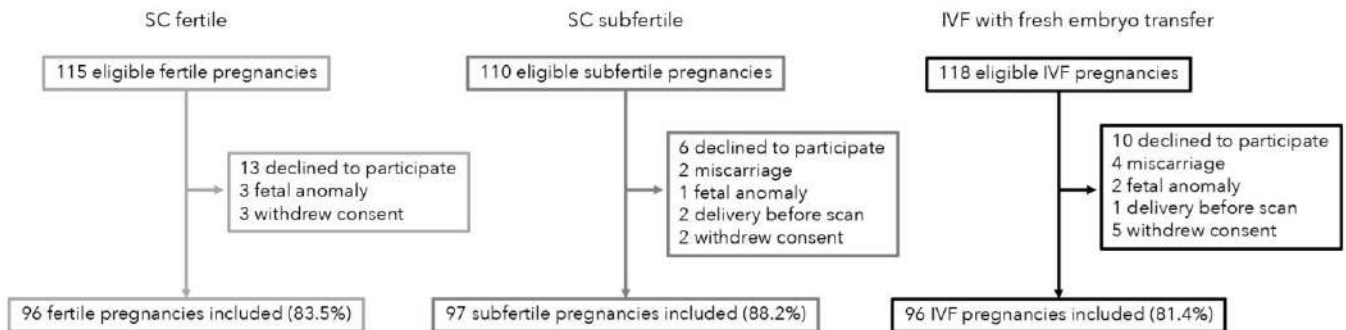 SC fertile
115 eligible fertile pregnancies
13 declined to participate
3 fetal anomaly
3 withdrew consent
96 fertile pregnancies included (83.5%)
SC subfertile
110 eligible subfertile pregnancies
6 declined to participate
2 miscarriage
1 fetal anomaly
2 delivery before scan
2 withdrew consent
97 subfertile pregnancies included (88.2%)
IVF with fresh embryo transfer
118 eligible IVF pregnancies
10 declined to participate
4 miscarriage
2 fetal anomaly
1 delivery before scan
5 withdrew consent
96 IVF pregnancies included (81.4%)